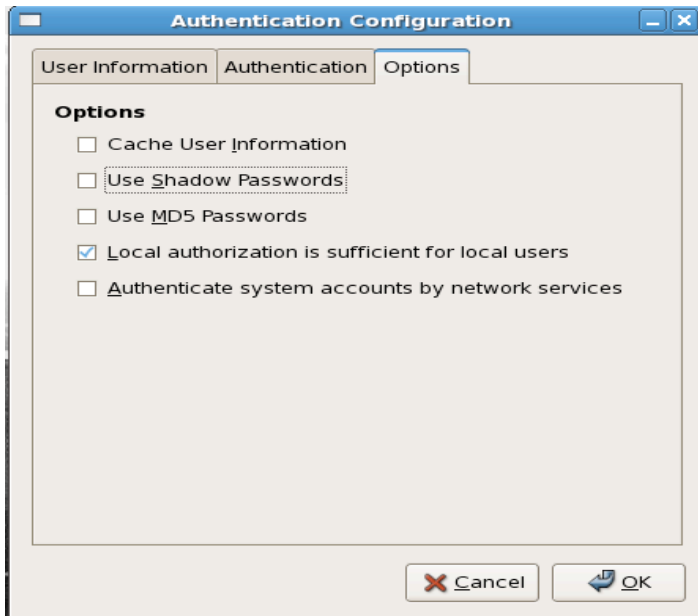 Authentication Configuration
User Information
Authentication
Options
Options
Cache User Information
Use Shadow Passwords
Use MD5 Passwords
Local authorization is sufficient for local users
Authenticate system accounts by network services
Cancel
OK